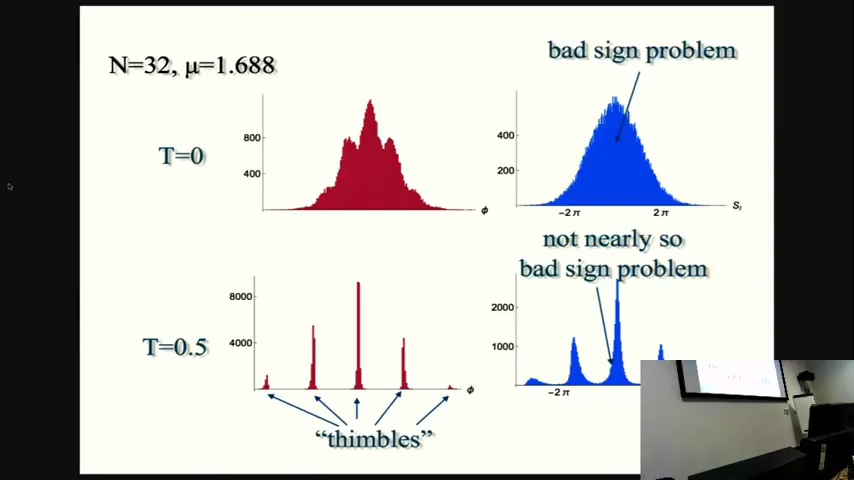 bad sign problem
N=32, μ=1.688
T=0
800
400
ϕ
400
200
-2 π
2 π
S_I
not nearly so
bad sign problem
T=0.5
8000
4000
ϕ
2000
1000
-2 π
"thimbles"